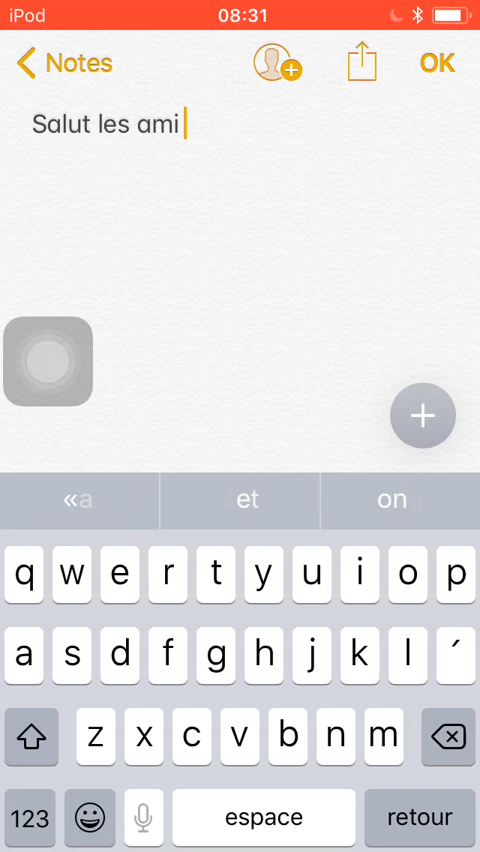 iPod 08:31
Notes OK
Salut les ami
«a et on
q w e r t y u i o p
a s d f g h j k l ´
z x c v b n m
123 espace retour